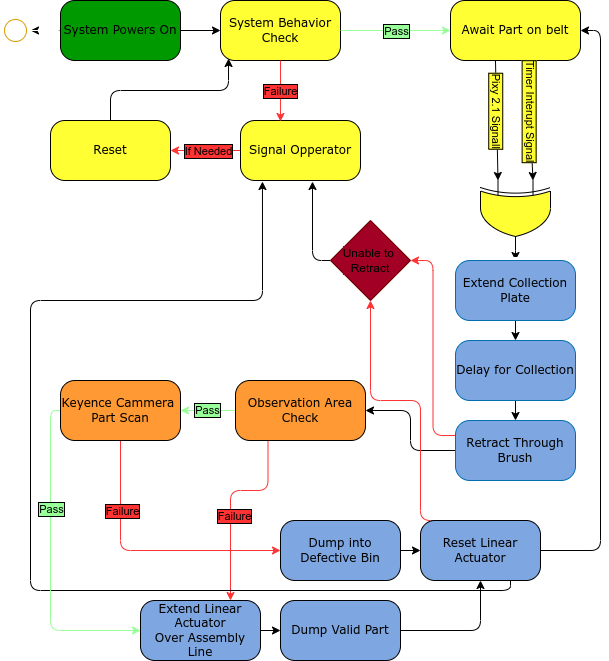 System Powers On
System Behavior
Check
Pass
Await Part on belt
Failure
Pixy 2.1 Signall
Timer Interupt Signal
Reset
If Needed
Signal Opperator
Unable to
Retract
Extend Collection
Plate
Delay for Collection
Keyence Cammera
Part Scan
Pass
Observation Area
Check
Retract Through
Brush
Pass
Failure
Failure
Dump into
Defective Bin
Reset Linear
Actuator
Extend Linear
Actuator
Over Assembly
Line
Dump Valid Part